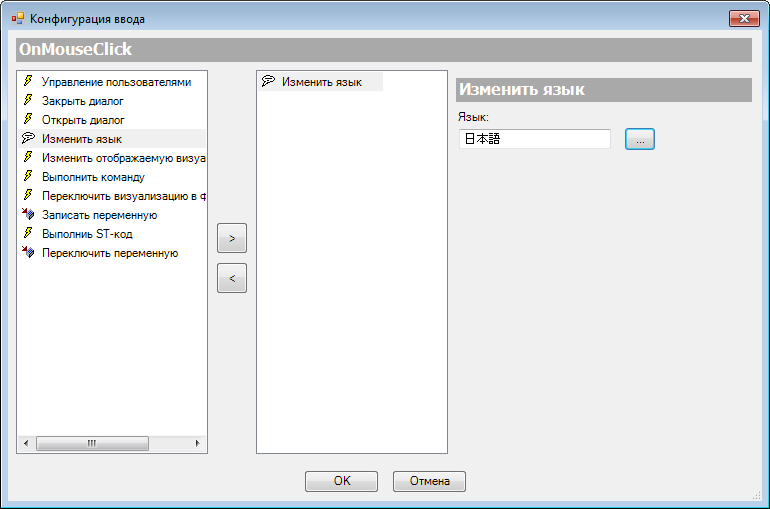 Конфигурация ввода
OnMouseClick
Управление пользователями
Закрыть диалог
Открыть диалог
Изменить язык
Изменить отображаемую визуа
Выполнить команду
Переключить визуализацию в ф
Записать переменную
Выполниь ST-код
Переключить переменную
>
<
Изменить язык
Изменить язык
Язык:
日本語
...
OK
Отмена